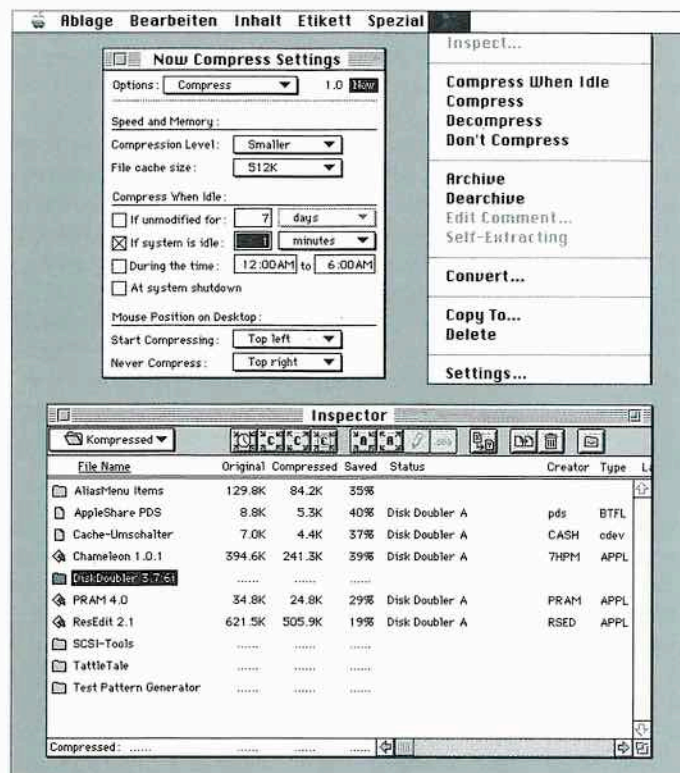 Ablage Bearbeiten Inhalt Etikett Spezial
Now Compress Settings
Options: Compress 1.0 Now
Speed and Memory:
Compression Level: Smaller
File cache size: 512K
Compress When Idle:
If unmodified for: 7 days
If system is idle: 1 minutes
During the time: 12:00AM to 6:00AM
At system shutdown
Mouse Position on Desktop:
Start Compressing: Top left
Never Compress: Top right
Inspect...
Compress When Idle
Compress
Decompress
Don't Compress
Archive
Dearchive
Edit Comment...
Self-Extracting
Convert...
Copy To...
Delete
Settings...
Inspector
Kompressed
File Name Original Compressed Saved Status Creator Type La
AliasMenu Items 129.8K 84.2K 35%
AppleShare PDS 8.8K 5.3K 40% Disk Doubler A pds BTFL
Cache-Umschalter 7.0K 4.4K 37% Disk Doubler A CASH cdev
Chameleon 1.0.1 394.6K 241.3K 39% Disk Doubler A 7HPM APPL
DiskDoubler 3.7.6 ...... ...... ......
PRAM 4.0 34.8K 24.8K 29% Disk Doubler A PRAM APPL
ResEdit 2.1 621.5K 505.9K 19% Disk Doubler A RSED APPL
SCSI-Tools ...... ...... ......
TattleTale ...... ...... ......
Test Pattern Generator ...... ...... ......
Compressed: ...... ...... ...... ......